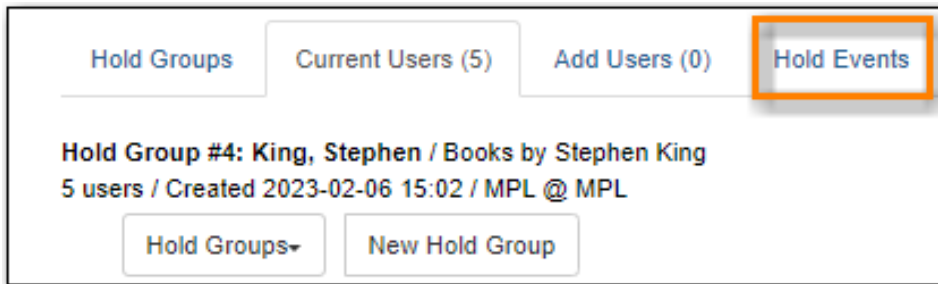 Hold Groups Current Users (5) Add Users (0) Hold Events
Hold Group #4: King, Stephen / Books by Stephen King
5 users / Created 2023-02-06 15:02 / MPL @ MPL
Hold Groups New Hold Group